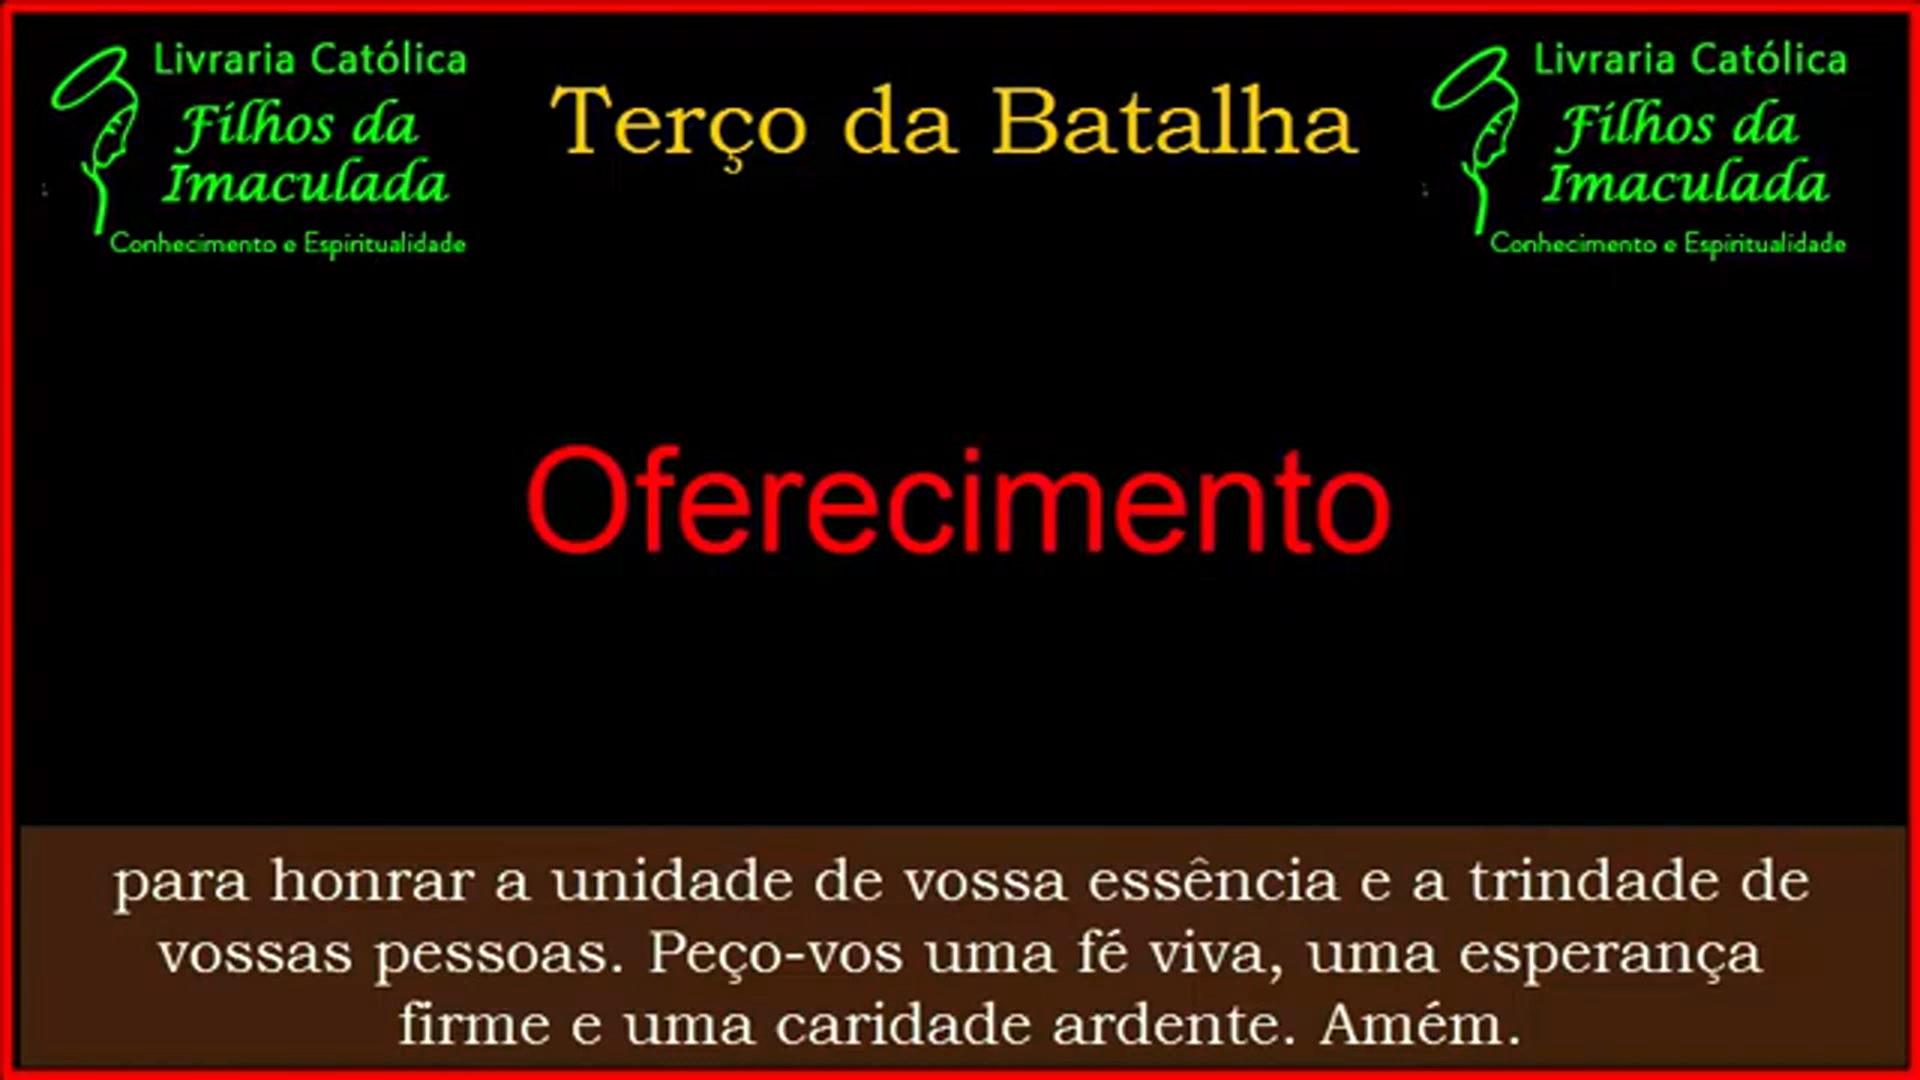 Livraria Católica
Filhos da
Imaculada
Conhecimento e Espiritualidade
Terço da Batalha
Livraria Católica
Filhos da
Imaculada
Conhecimento e Espiritualidade
Oferecimento
para honrar a unidade de vossa essência e a trindade de
vossas pessoas. Peço-vos uma fé viva, uma esperança
firme e uma caridade ardente. Amém.